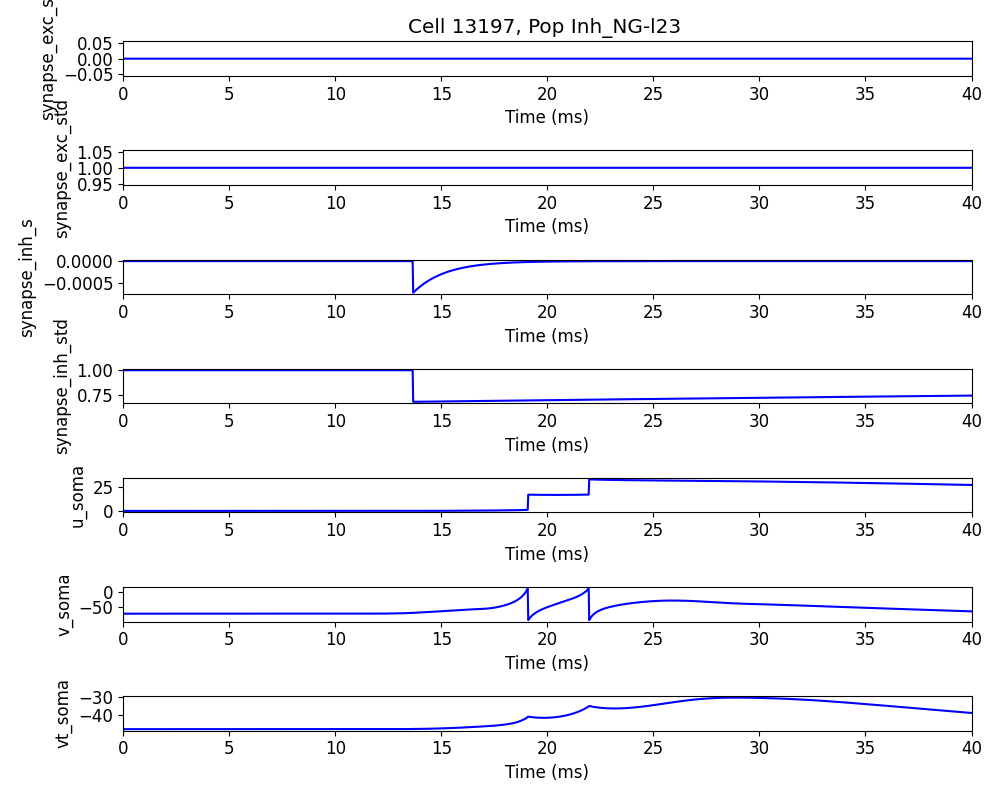 Cell 13197, Pop Inh_NG-l23
synapse_exc_s
0.05
0.00
−0.05
0 5 10 15 20 25 30 35 40
Time (ms)
synapse_exc_std
1.05
1.00
0.95
0 5 10 15 20 25 30 35 40
Time (ms)
synapse_inh_s
0.0000
−0.0005
0 5 10 15 20 25 30 35 40
Time (ms)
synapse_inh_std
1.00
0.75
0 5 10 15 20 25 30 35 40
Time (ms)
u_soma
25
0
0 5 10 15 20 25 30 35 40
Time (ms)
v_soma
0
−50
0 5 10 15 20 25 30 35 40
Time (ms)
vt_soma
−30
−40
0 5 10 15 20 25 30 35 40
Time (ms)